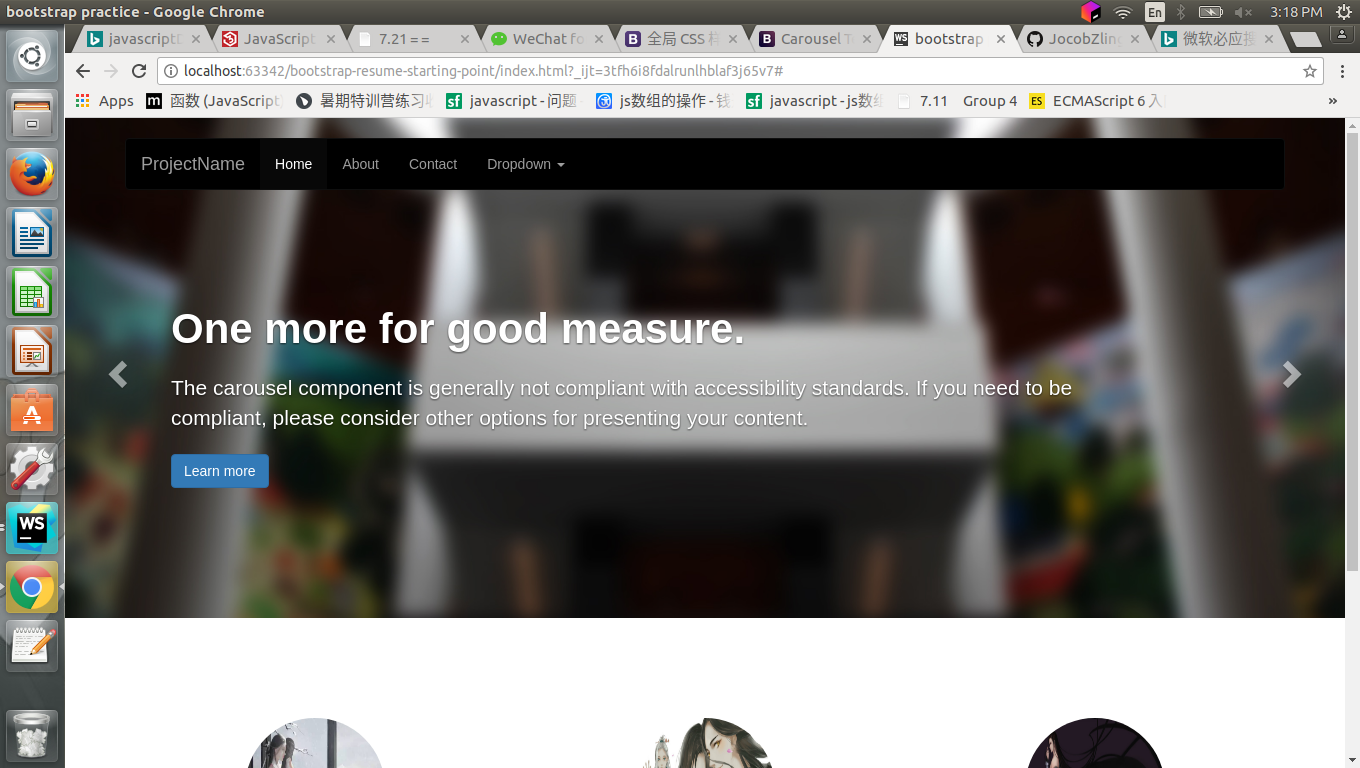 bootstrap practice - Google Chrome
En
3:18 PM
javascript
JavaScript
7.21 ==
WeChat fo
全局 CSS 样
Carousel T
bootstrap
JocobZlin
微软必应搜
localhost:63342/bootstrap-resume-starting-point/index.html?_ijt=3tfh6i8fdalrunlhblaf3j65v7#
Apps
m
函数 (JavaScript)
暑期特训营练习
sf
javascript - 问题
js数组的操作 - 钱
sf
javascript - js数组
7.11
Group 4
ES
ECMAScript 6 入
»
ProjectName
Home
About
Contact
Dropdown
One more for good measure.
The carousel component is generally not compliant with accessibility standards. If you need to be
compliant, please consider other options for presenting your content.
Learn more
WS